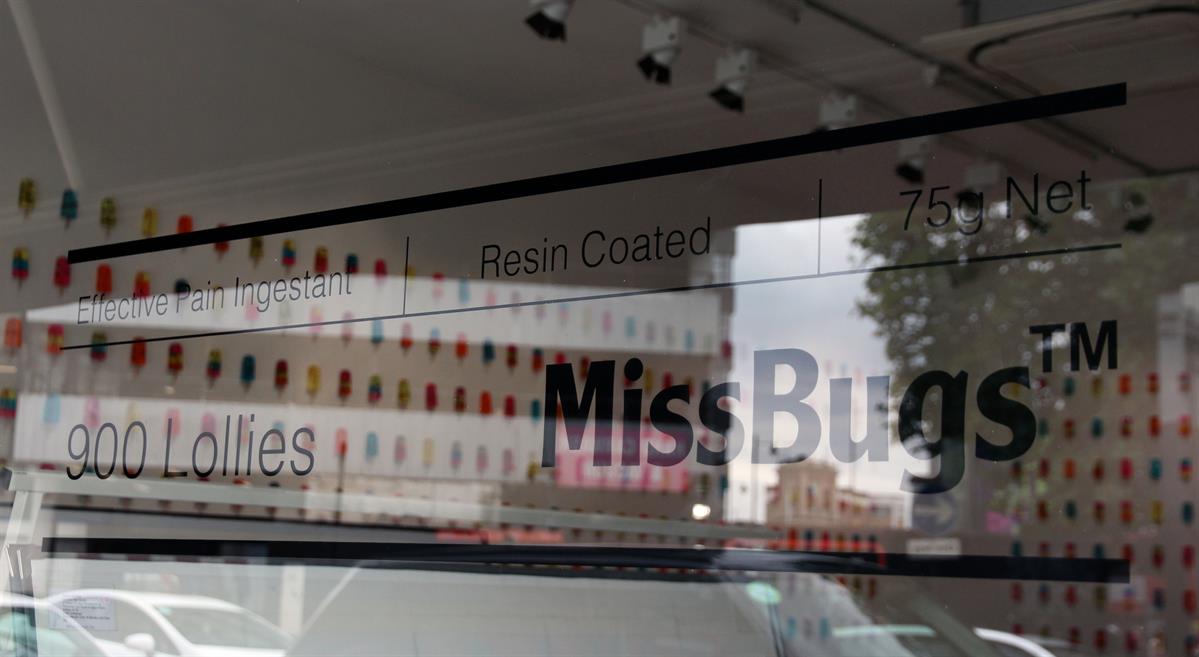 Effective Pain Ingestant
Resin Coated
75g Net
900 Lollies
MissBugs™